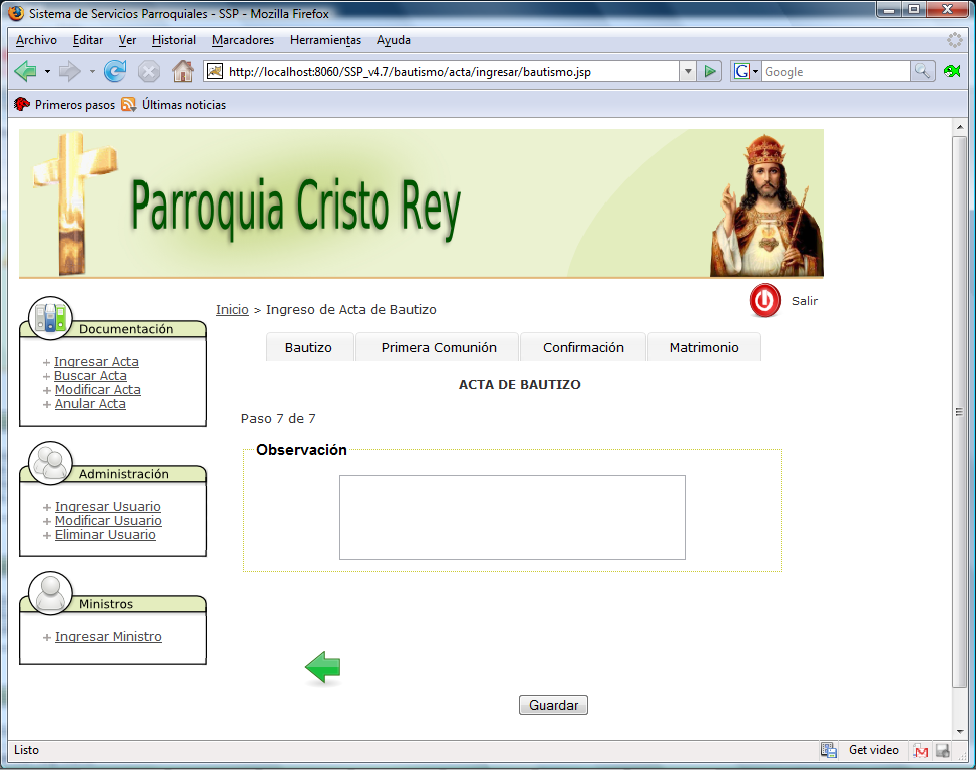 Sistema de Servicios Parroquiales - SSP - Mozilla Firefox
Archivo Editar Ver Historial Marcadores Herramientas Ayuda
http://localhost:8060/SSP_v4.7/bautismo/acta/ingresar/bautismo.jsp
G Google
Primeros pasos Últimas noticias
Parroquia Cristo Rey
Salir
Inicio > Ingreso de Acta de Bautizo
Bautizo Primera Comunión Confirmación Matrimonio
Documentación
Ingresar Acta
Buscar Acta
Modificar Acta
Anular Acta
Administración
Ingresar Usuario
Modificar Usuario
Eliminar Usuario
Ministros
Ingresar Ministro
ACTA DE BAUTIZO
Paso 7 de 7
Observación
Guardar
Listo
Get video